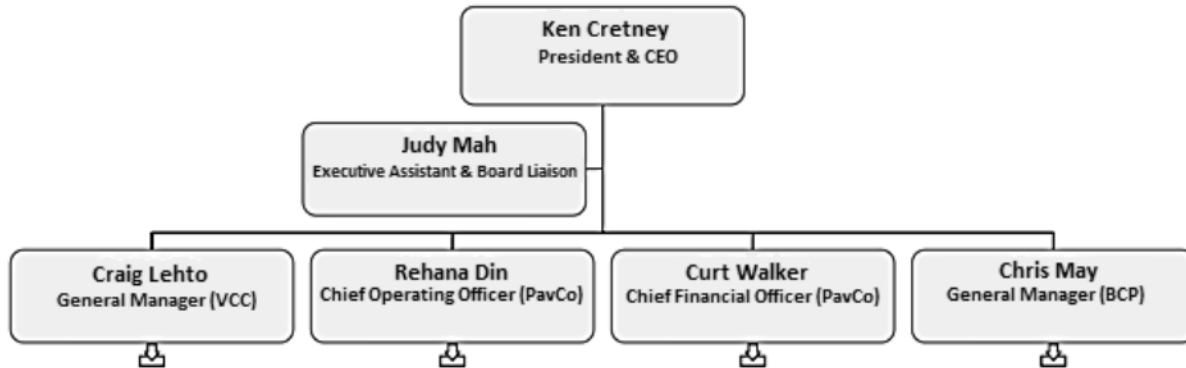 Ken Cretney
President & CEO
Judy Mah
Executive Assistant & Board Liaison
Craig Lehto
General Manager (VCC)
Rehana Din
Chief Operating Officer (PavCo)
Curt Walker
Chief Financial Officer (PavCo)
Chris May
General Manager (BCP)